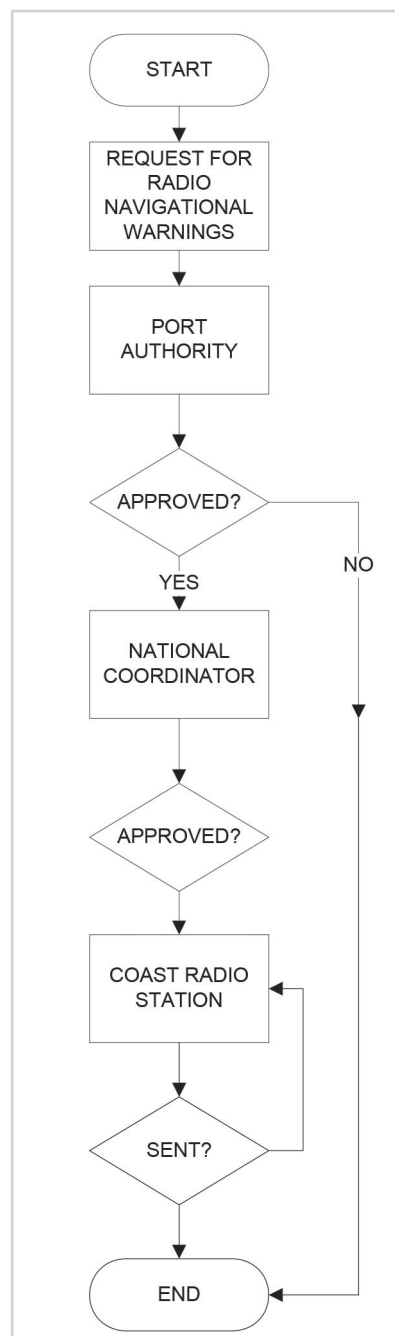 START
REQUEST FOR
RADIO
NAVIGATIONAL
WARNINGS
PORT
AUTHORITY
APPROVED?
NO
YES
NATIONAL
COORDINATOR
APPROVED?
COAST RADIO
STATION
SENT?
END